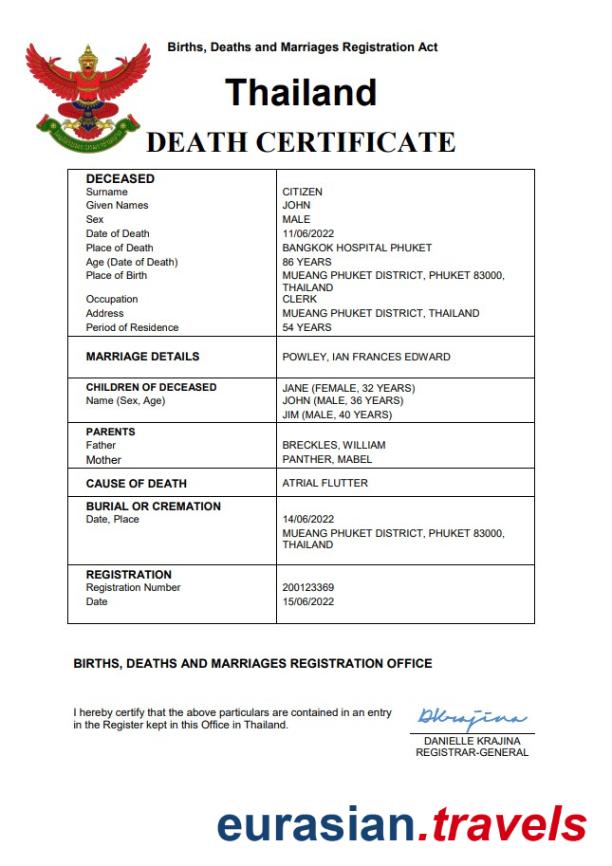 Births, Deaths and Marriages Registration Act
Thailand
DEATH CERTIFICATE
DECEASED
Surname CITIZEN
Given Names JOHN
Sex MALE
Date of Death 11/06/2022
Place of Death BANGKOK HOSPITAL PHUKET
Age (Date of Death) 86 YEARS
Place of Birth MUEANG PHUKET DISTRICT, PHUKET 83000,
THAILAND
Occupation CLERK
Address MUEANG PHUKET DISTRICT, THAILAND
Period of Residence 54 YEARS
MARRIAGE DETAILS POWLEY, IAN FRANCES EDWARD
CHILDREN OF DECEASED JANE (FEMALE, 32 YEARS)
Name (Sex, Age) JOHN (MALE, 36 YEARS)
JIM (MALE, 40 YEARS)
PARENTS
Father BRECKLES, WILLIAM
Mother PANTHER, MABEL
CAUSE OF DEATH ATRIAL FLUTTER
BURIAL OR CREMATION
Date, Place 14/06/2022
MUEANG PHUKET DISTRICT, PHUKET 83000,
THAILAND
REGISTRATION
Registration Number 200123369
Date 15/06/2022
BIRTHS, DEATHS AND MARRIAGES REGISTRATION OFFICE
I hereby certify that the above particulars are contained in an entry
in the Register kept in this Office in Thailand.
DKrajina
DANIELLE KRAJINA
REGISTRAR-GENERAL
eurasian.travels